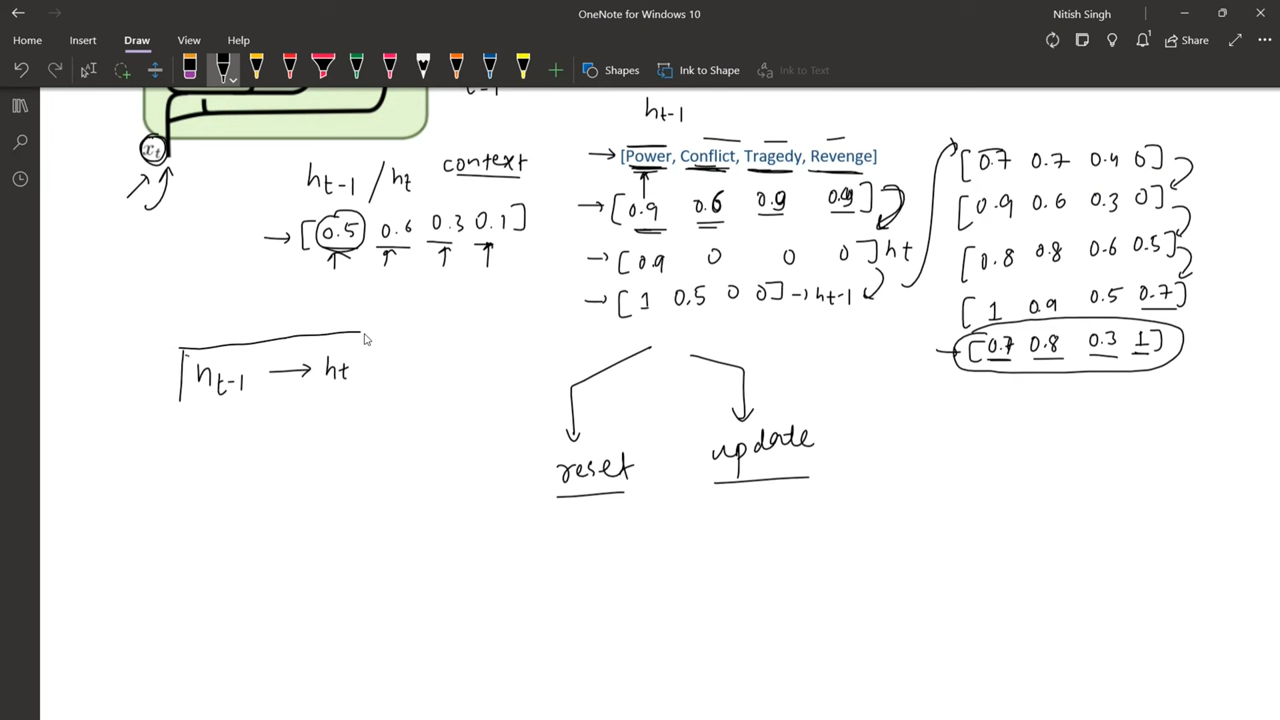 OneNote for Windows 10
Nitish Singh
Home Insert Draw View Help
Share
Shapes
Ink to Shape
Ink to Text
t-1
ht-1
xt
ht-1 / ht
context
[0.5 0.6 0.3 0.1]
[Power, Conflict, Tragedy, Revenge]
[0.9 0.6 0.9 0.9]
[0.9 0 0 0] ht
[1 0.5 0 0] → ht-1
[0.7 0.7 0.4 0]
[0.9 0.6 0.3 0]
[0.8 0.8 0.6 0.5]
[1 0.9 0.5 0.7]
→ [0.7 0.8 0.3 1]
ht-1 → ht
reset
update